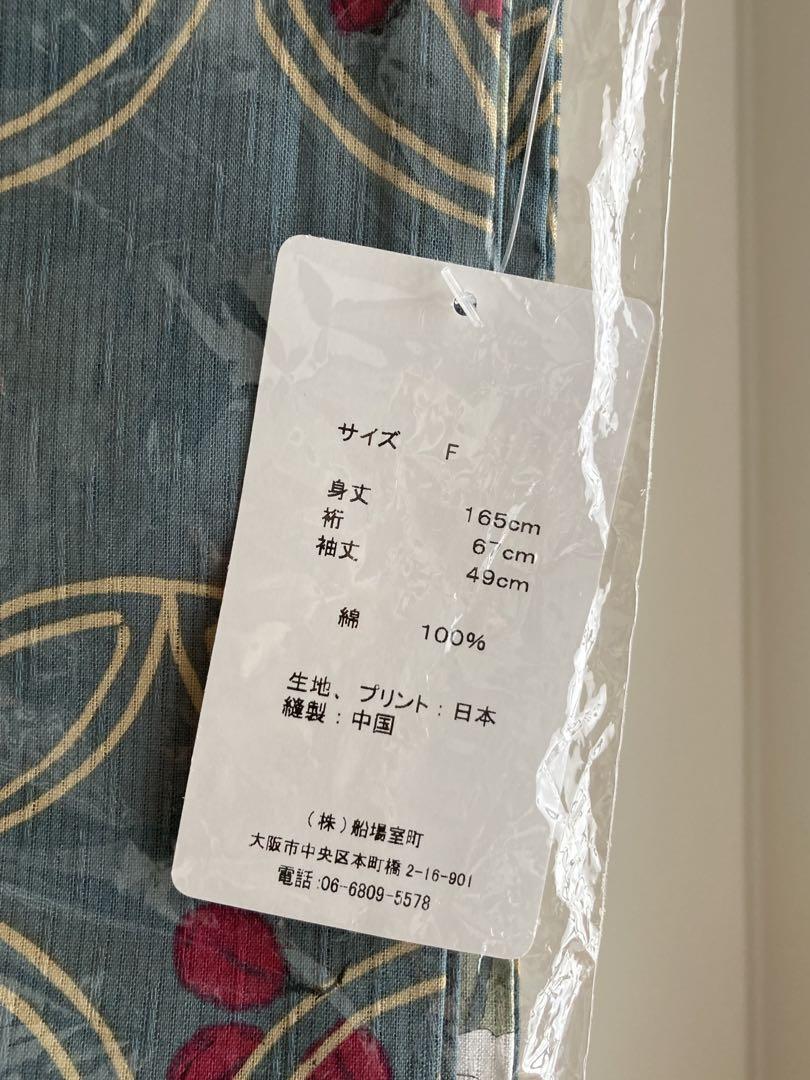 サイズ F
身丈 165cm
裄 67cm
袖丈 49cm
綿 100%
生地、プリント：日本
縫製：中国
(株)船場室町
大阪市中央区本町橋2-16-901
電話:06-6809-5578